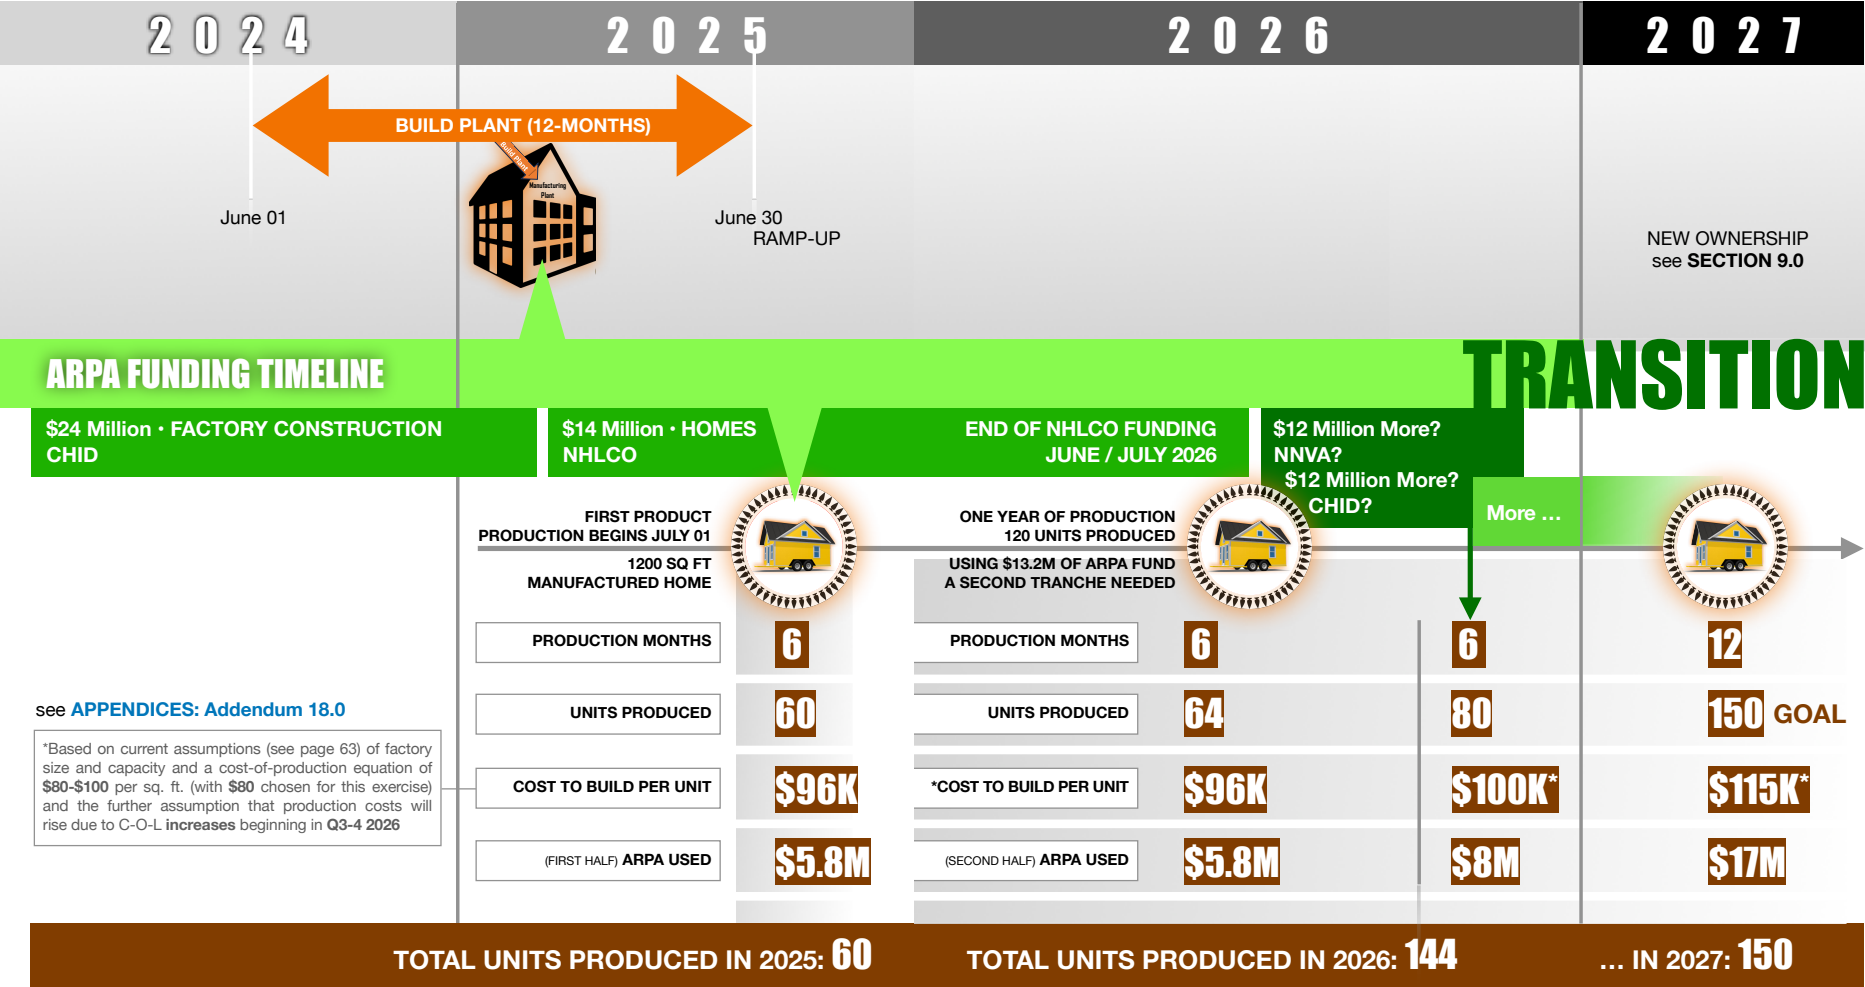 2024
2025
2026
2027
BUILD PLANT (12-MONTHS)
Build Plant
Manufacturing
Plant
June 01
June 30
RAMP-UP
NEW OWNERSHIP
see SECTION 9.0
ARPA FUNDING TIMELINE
TRANSITION
$24 Million • FACTORY CONSTRUCTION
CHID
$14 Million • HOMES
NHLCO
END OF NHLCO FUNDING
JUNE / JULY 2026
$12 Million More?
NNVA?
$12 Million More?
CHID?
More ...
FIRST PRODUCT
PRODUCTION BEGINS JULY 01
1200 SQ FT
MANUFACTURED HOME
ONE YEAR OF PRODUCTION
120 UNITS PRODUCED
USING $13.2M OF ARPA FUND
A SECOND TRANCHE NEEDED
PRODUCTION MONTHS
6
PRODUCTION MONTHS
6
6
12
UNITS PRODUCED
60
UNITS PRODUCED
64
80
150 GOAL
COST TO BUILD PER UNIT
$96K
*COST TO BUILD PER UNIT
$96K
$100K*
$115K*
(FIRST HALF) ARPA USED
$5.8M
(SECOND HALF) ARPA USED
$5.8M
$8M
$17M
see APPENDICES: Addendum 18.0
*Based on current assumptions (see page 63) of factory
size and capacity and a cost-of-production equation of
$80-$100 per sq. ft. (with $80 chosen for this exercise)
and the further assumption that production costs will
rise due to C-O-L increases beginning in Q3-4 2026
TOTAL UNITS PRODUCED IN 2025: 60
TOTAL UNITS PRODUCED IN 2026: 144
... IN 2027: 150